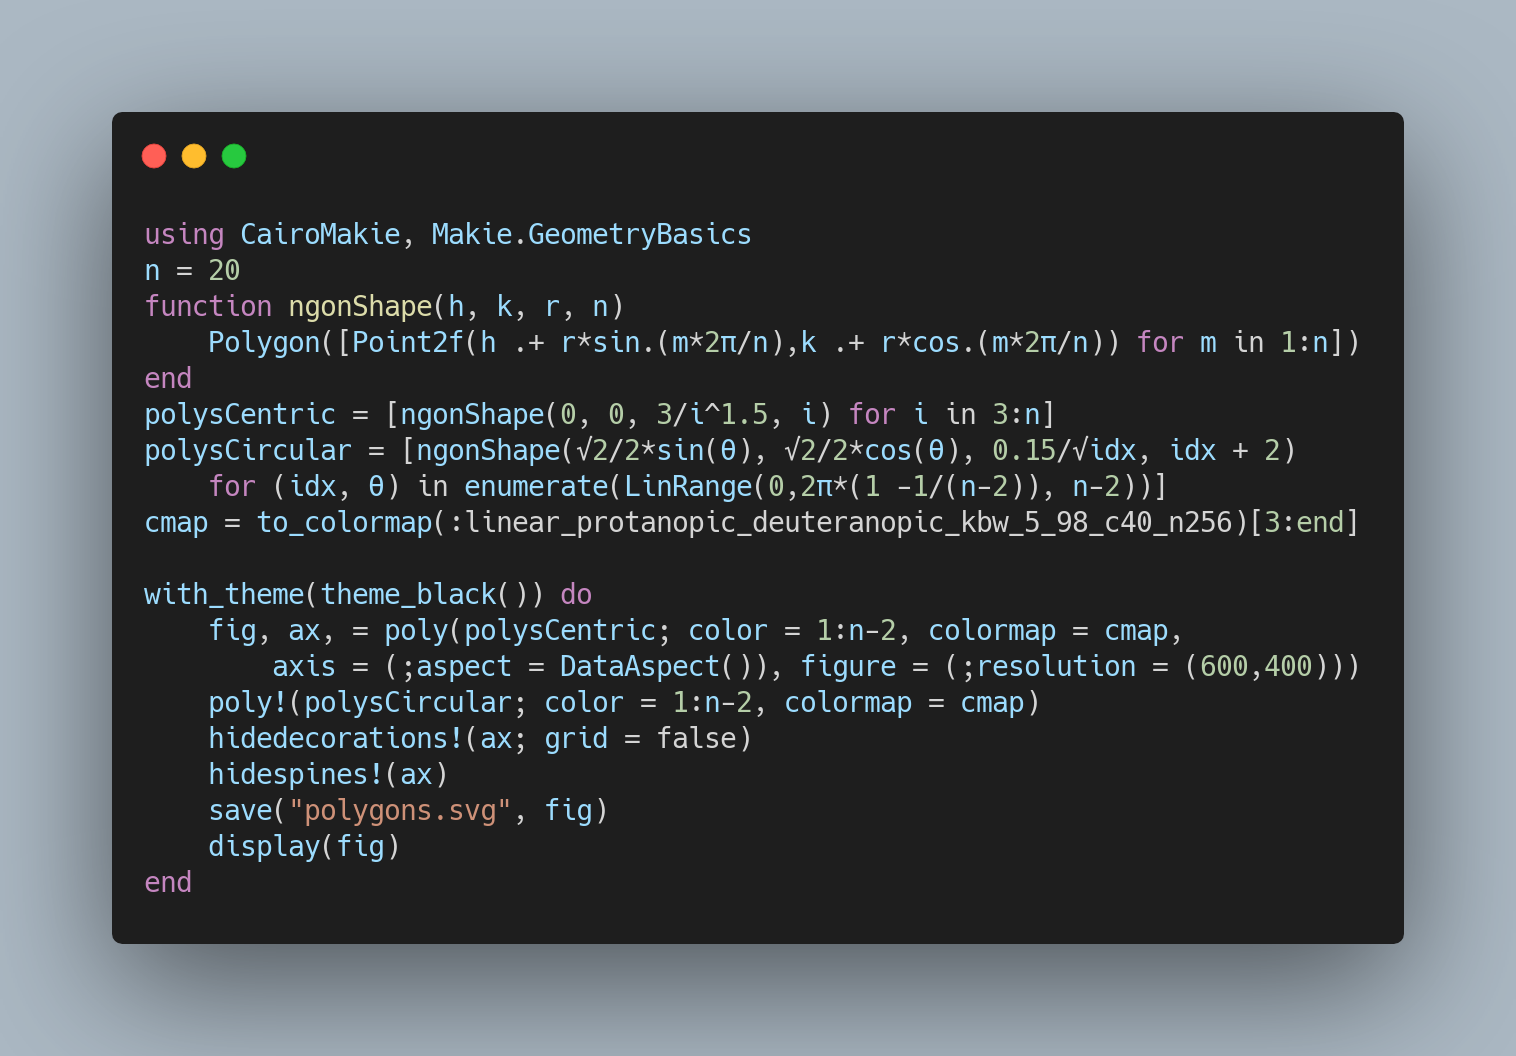 using CairoMakie, Makie.GeometryBasics
n = 20
function ngonShape(h, k, r, n)
    Polygon([Point2f(h .+ r*sin.(m*2π/n),k .+ r*cos.(m*2π/n)) for m in 1:n])
end
polysCentric = [ngonShape(0, 0, 3/i^1.5, i) for i in 3:n]
polysCircular = [ngonShape(√2/2*sin(θ), √2/2*cos(θ), 0.15/√idx, idx + 2)
    for (idx, θ) in enumerate(LinRange(0,2π*(1 -1/(n-2)), n-2))]
cmap = to_colormap(:linear_protanopic_deuteranopic_kbw_5_98_c40_n256)[3:end]

with_theme(theme_black()) do
    fig, ax, = poly(polysCentric; color = 1:n-2, colormap = cmap,
        axis = (;aspect = DataAspect()), figure = (;resolution = (600,400)))
    poly!(polysCircular; color = 1:n-2, colormap = cmap)
    hidedecorations!(ax; grid = false)
    hidespines!(ax)
    save("polygons.svg", fig)
    display(fig)
end